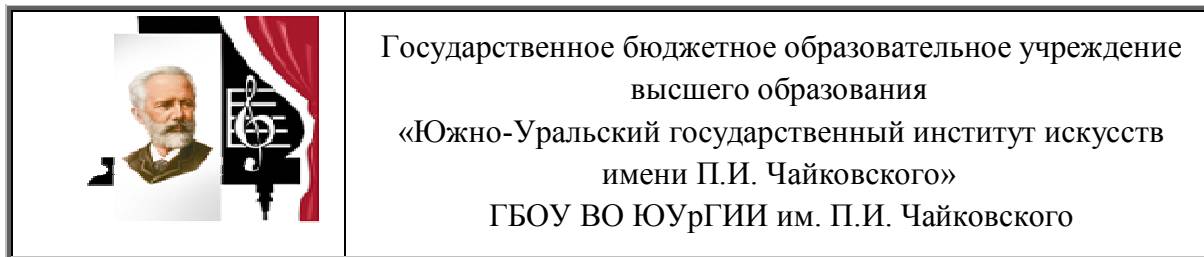 Государственное бюджетное образовательное учреждение
высшего образования
«Южно-Уральский государственный институт искусств
имени П.И. Чайковского»
ГБОУ ВО ЮУрГИИ им. П.И. Чайковского